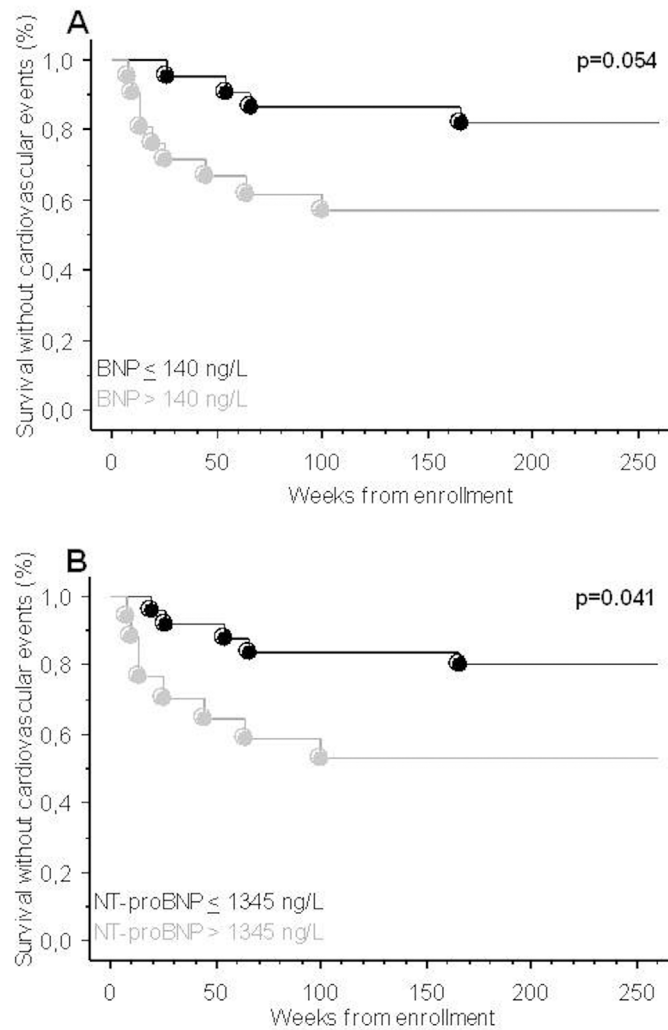 A
p=0.054
Survival without cardiovascular events (%)
1,0
0,8
0,6
0,4
0,2
0,0
BNP ≤ 140 ng/L
BNP > 140 ng/L
0 50 100 150 200 250
Weeks from enrollment
B
p=0.041
Survival without cardiovascular events (%)
1,0
0,8
0,6
0,4
0,2
0,0
NT-proBNP ≤ 1345 ng/L
NT-proBNP > 1345 ng/L
0 50 100 150 200 250
Weeks from enrollment